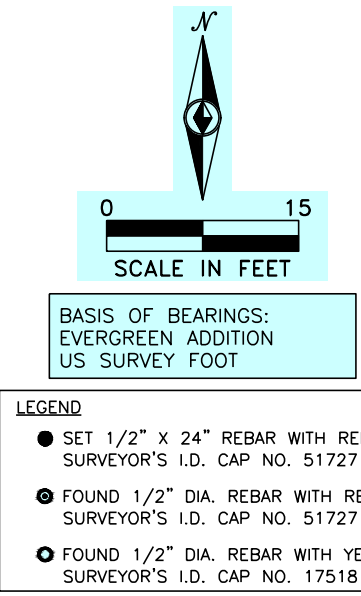 N
0 15
SCALE IN FEET
BASIS OF BEARINGS:
EVERGREEN ADDITION
US SURVEY FOOT
LEGEND
SET 1/2" X 24" REBAR WITH
SURVEYOR'S I.D. CAP NO. 51727
FOUND 1/2" DIA. REBAR WITH
SURVEYOR'S I.D. CAP NO. 51727
FOUND 1/2" DIA. REBAR WITH
SURVEYOR'S I.D. CAP NO. 17518